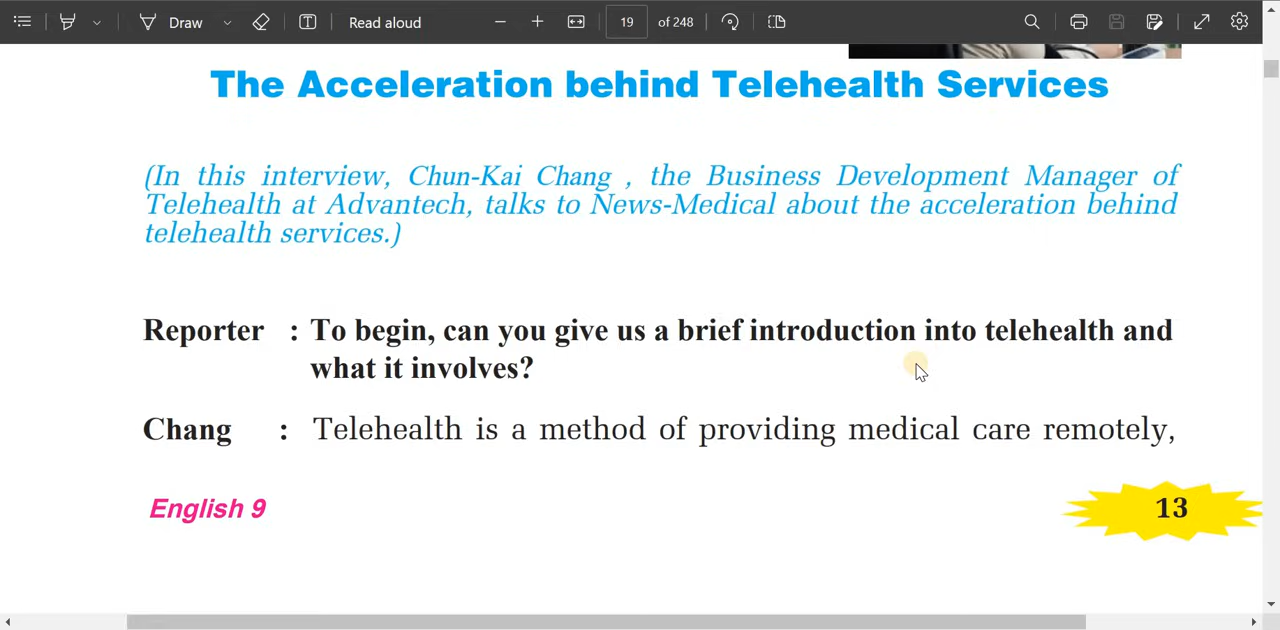 Draw
Read aloud
19
of 248
The Acceleration behind Telehealth Services
(In this interview, Chun-Kai Chang , the Business Development Manager of
Telehealth at Advantech, talks to News-Medical about the acceleration behind
telehealth services.)
Reporter : To begin, can you give us a brief introduction into telehealth and
what it involves?
Chang : Telehealth is a method of providing medical care remotely,
English 9
13